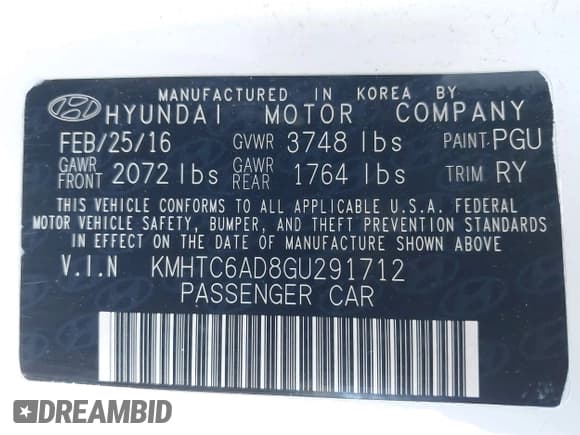 MANUFACTURED IN KOREA BY
HYUNDAI MOTOR COMPANY
FEB/25/16 GVWR 3748 lbs PAINT PGU
GAWR FRONT 2072 lbs GAWR REAR 1764 lbs TRIM RY
THIS VEHICLE CONFORMS TO ALL APPLICABLE U.S.A. FEDERAL
MOTOR VEHICLE SAFETY, BUMPER, AND THEFT PREVENTION STANDARDS
IN EFFECT ON THE DATE OF MANUFACTURE SHOWN ABOVE
V.I.N KMHTC6AD8GU291712
PASSENGER CAR
DREAMBID